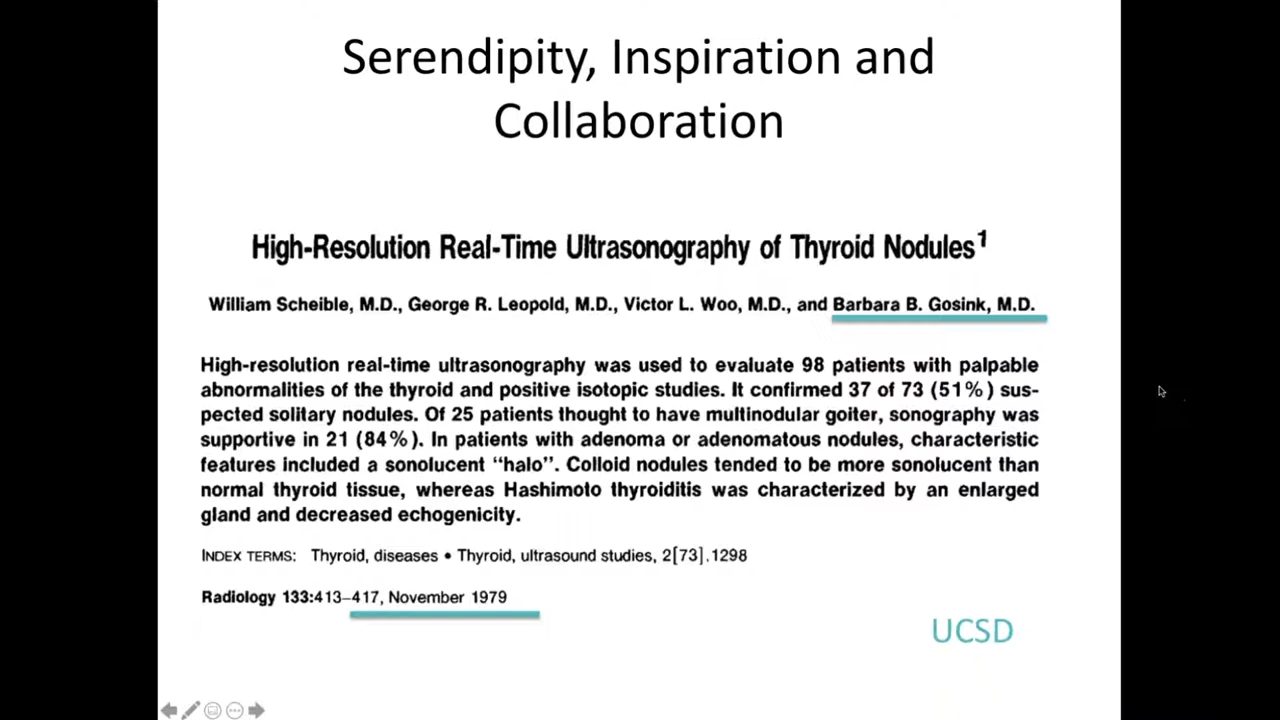 Serendipity, Inspiration and
Collaboration
High-Resolution Real-Time Ultrasonography of Thyroid Nodules¹
William Scheible, M.D., George R. Leopold, M.D., Victor L. Woo, M.D., and Barbara B. Gosink, M.D.
High-resolution real-time ultrasonography was used to evaluate 98 patients with palpable
abnormalities of the thyroid and positive isotopic studies. It confirmed 37 of 73 (51%) sus-
pected solitary nodules. Of 25 patients thought to have multinodular goiter, sonography was
supportive in 21 (84%). In patients with adenoma or adenomatous nodules, characteristic
features included a sonolucent “halo”. Colloid nodules tended to be more sonolucent than
normal thyroid tissue, whereas Hashimoto thyroiditis was characterized by an enlarged
gland and decreased echogenicity.
INDEX TERMS: Thyroid, diseases • Thyroid, ultrasound studies, 2[73].1298
Radiology 133:413–417, November 1979
UCSD